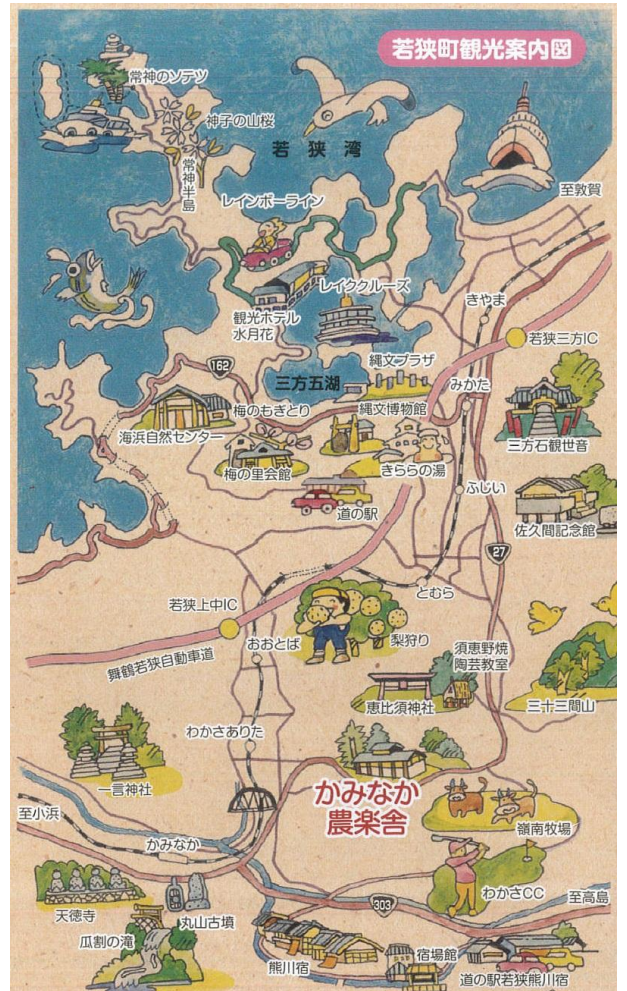 若狭町観光案内図
常神のソテツ
神子の山桜
若狭湾
常神半島
至敦賀
レインボーライン
レイククルーズ
きやま
観光ホテル
水月花
若狭三方IC
縄文プラザ
162
三方五湖
みかた
梅のもぎとり
縄文博物館
海浜自然センター
三方石観世音
梅の里会館
きららの湯
ふじい
道の駅
佐久間記念館
27
とむら
若狭上中IC
おおとば
梨狩り
須恵野焼
陶芸教室
舞鶴若狭自動車道
恵比須神社
三十三間山
わかさありた
一言神社
かみなか
農楽舎
至小浜
嶺南牧場
かみなか
わかさCC
至高島
303
天徳寺
丸山古墳
瓜割の滝
熊川宿
宿場館
道の駅若狭熊川宿